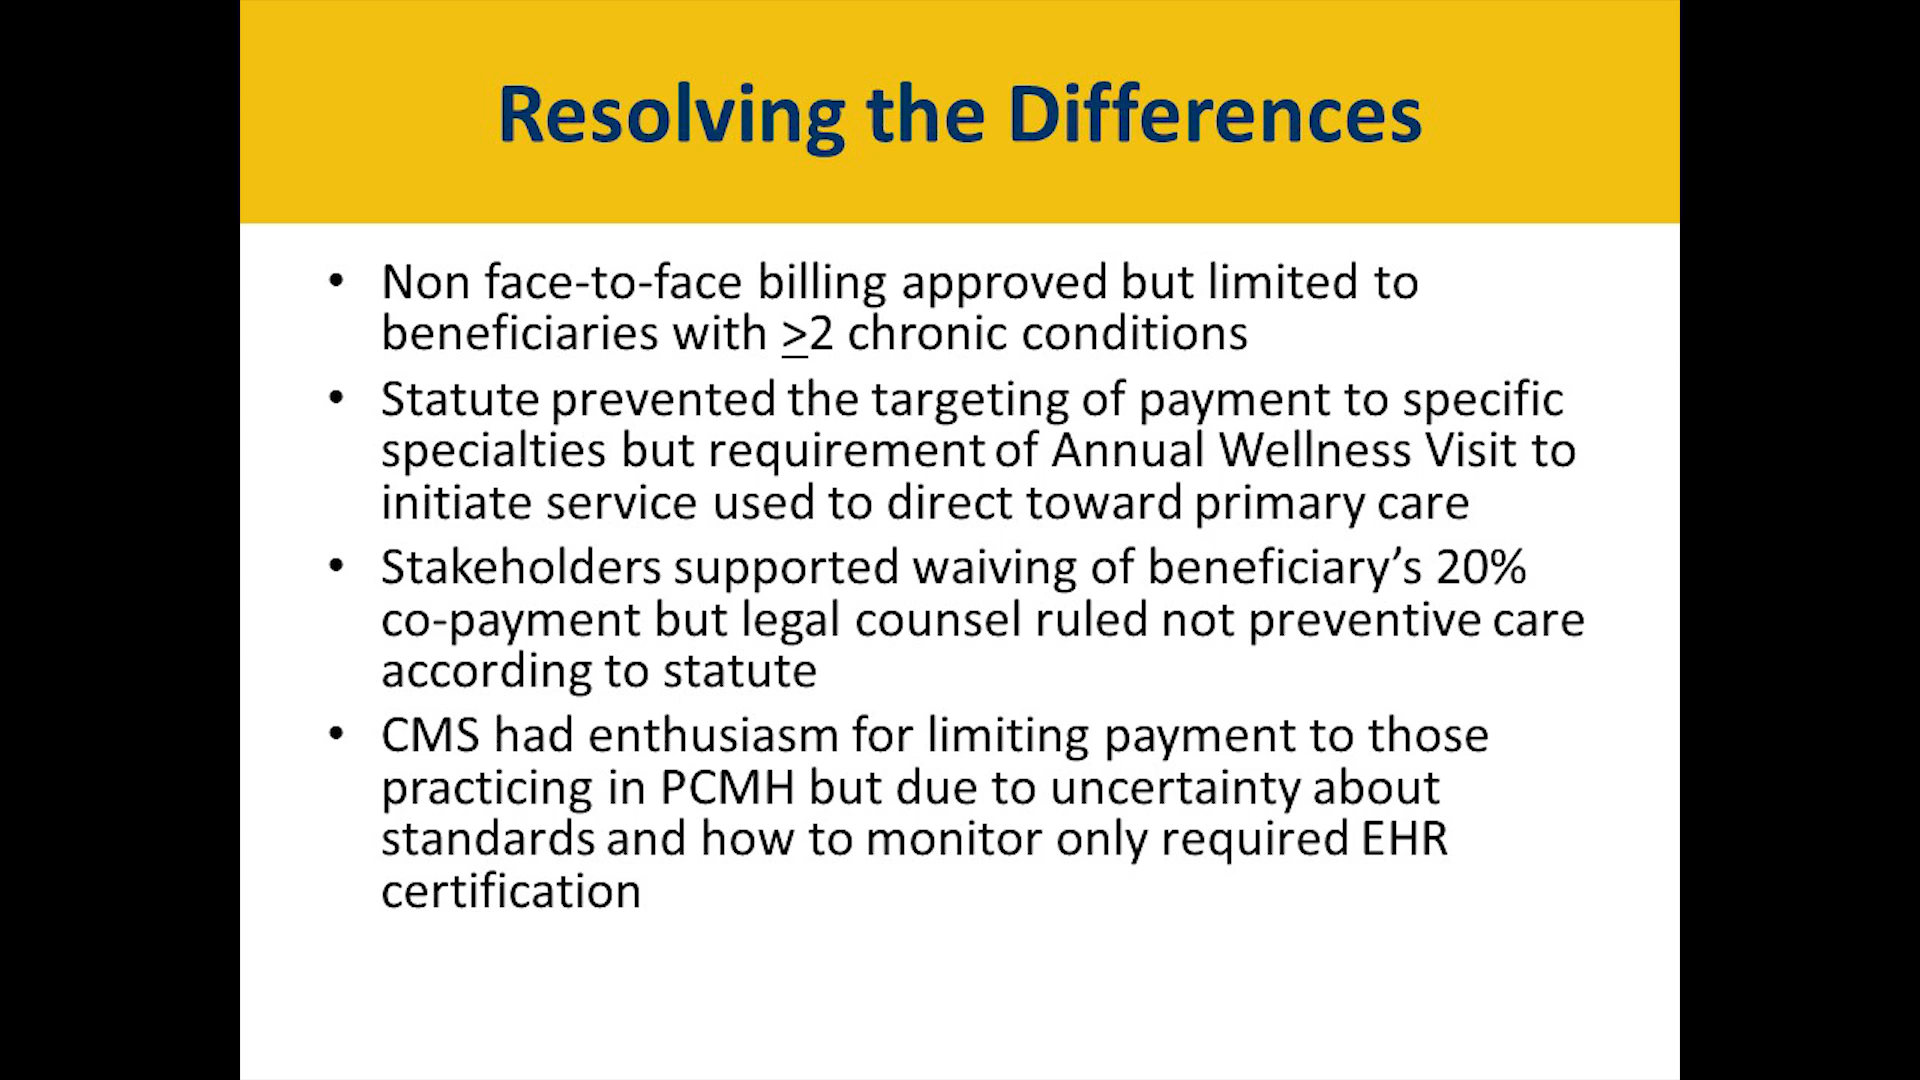 Resolving the Differences
• Non face-to-face billing approved but limited to
beneficiaries with >2 chronic conditions
• Statute prevented the targeting of payment to specific
specialties but requirement of Annual Wellness Visit to
initiate service used to direct toward primary care
• Stakeholders supported waiving of beneficiary’s 20%
co-payment but legal counsel ruled not preventive care
according to statute
• CMS had enthusiasm for limiting payment to those
practicing in PCMH but due to uncertainty about
standards and how to monitor only required EHR
certification